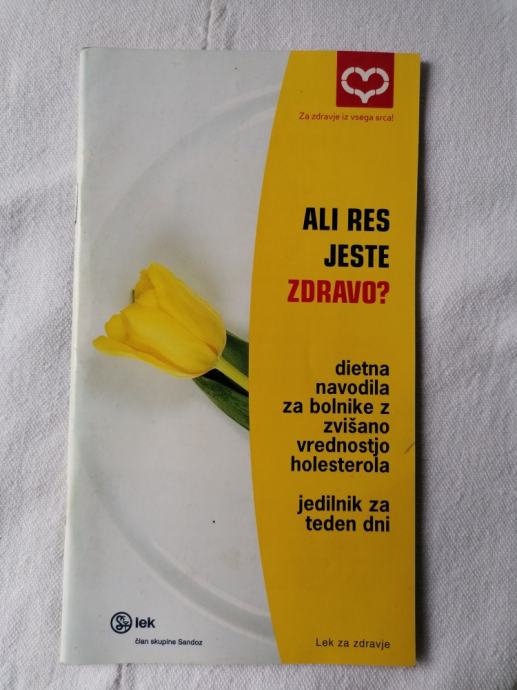 Za zdravje iz vsega srca!
ALI RES
JESTE
ZDRAVO?
dietna
navodila
za bolnike z
zvišano
vrednostjo
holesterola
jedilnik za
teden dni
lek
član skupine Sandoz
Lek za zdravje